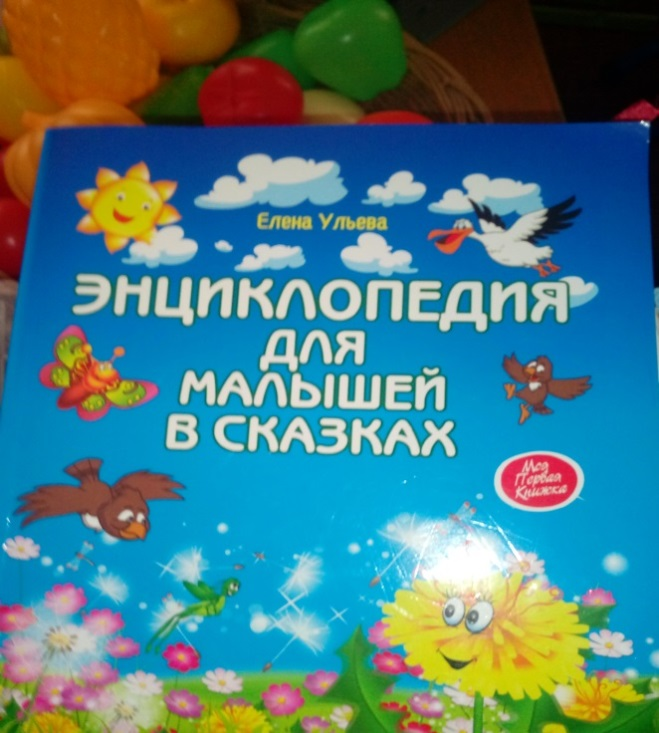 Елена Ульева
ЭНЦИКЛОПЕДИЯ
ДЛЯ
МАЛЫШЕЙ
В СКАЗКАХ
Моя
Первая
Книжка